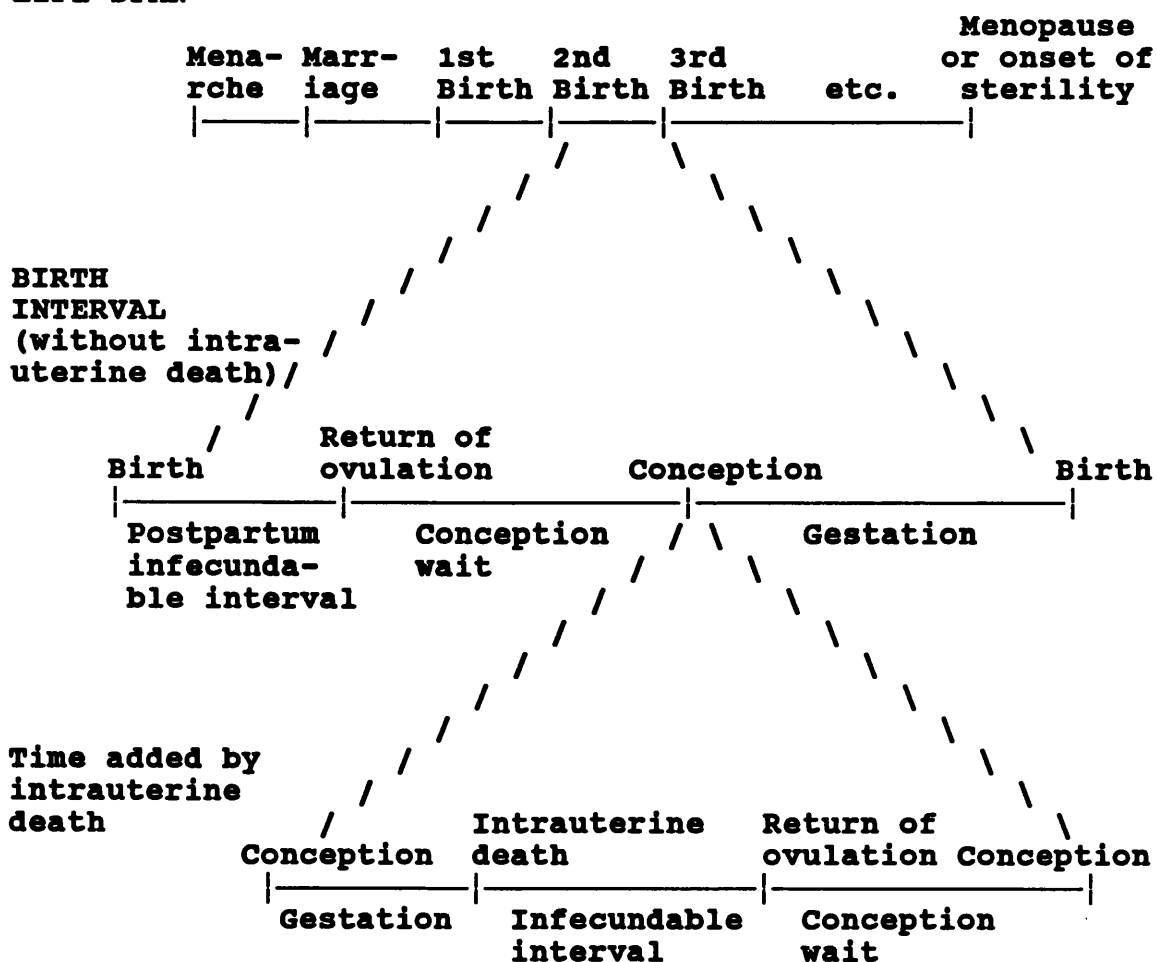 Menopause
Mena- Marr- 1st 2nd 3rd or onset of
rche iage Birth Birth Birth etc. sterility
BIRTH
INTERVAL
(without intra-
uterine death)
Return of
Birth ovulation Conception Birth
Postpartum Conception Gestation
infecunda- wait
ble interval
Time added by
intrauterine
death Intrauterine Return of
Conception death ovulation Conception
Gestation Infecundable Conception
interval wait